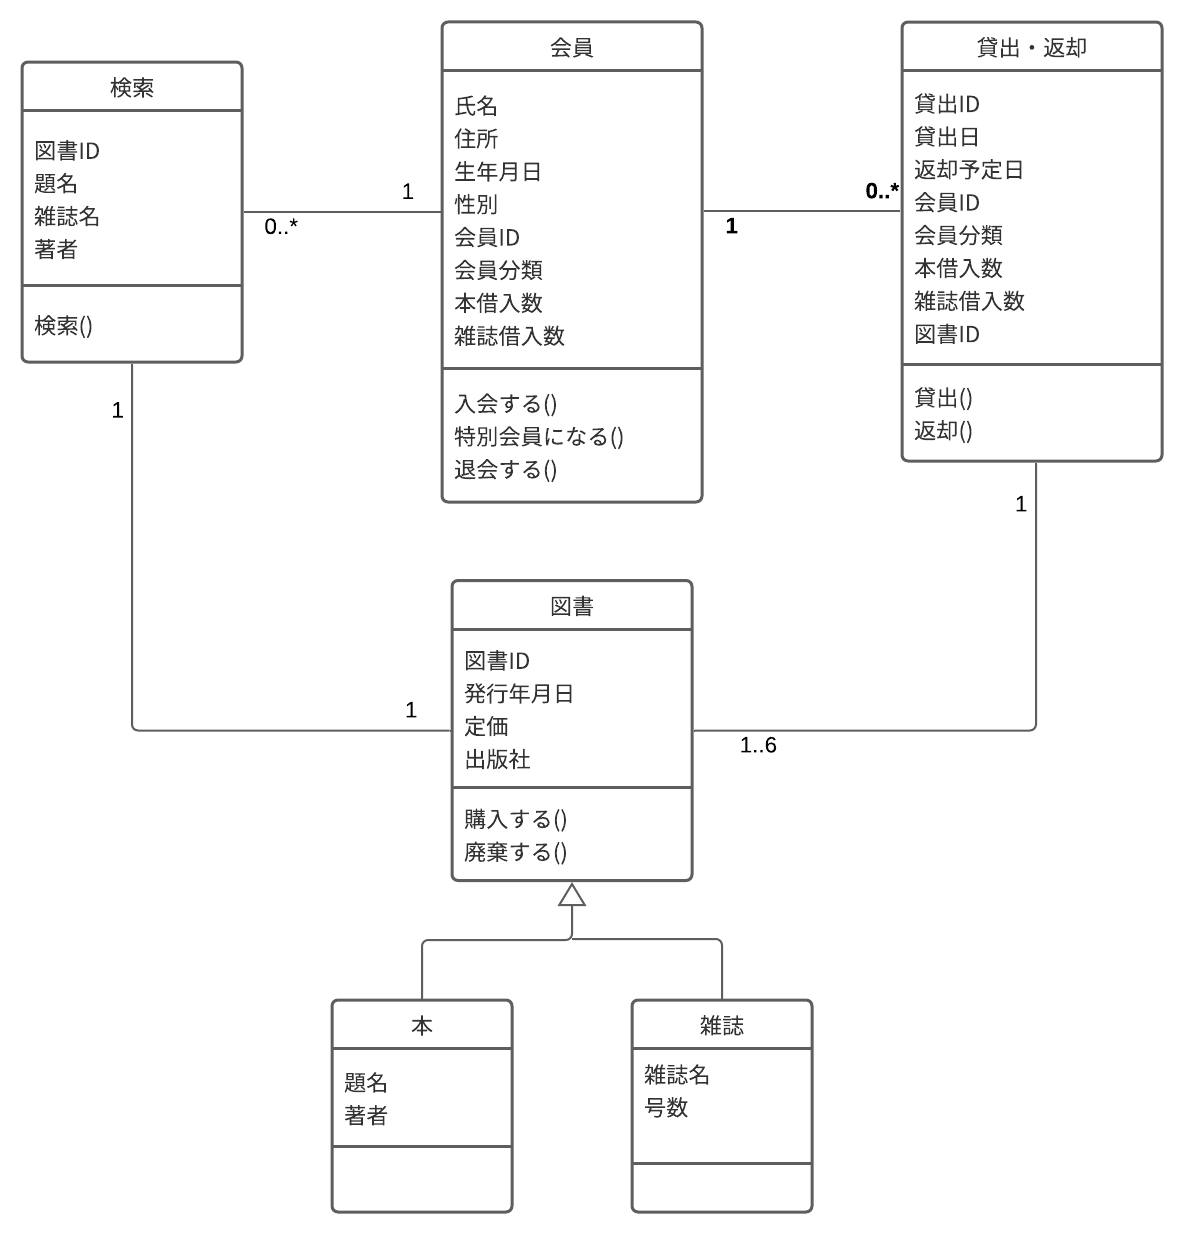 検索
図書ID
題名
雑誌名
著者
検索()
会員
氏名
住所
生年月日
性別
会員ID
会員分類
本借入数
雑誌借入数
入会する()
特別会員になる()
退会する()
貸出・返却
貸出ID
貸出日
返却予定日
会員ID
会員分類
本借入数
雑誌借入数
図書ID
貸出()
返却()
1
0..*
0..*
1
1
1
1
1..6
図書
図書ID
発行年月日
定価
出版社
購入する()
廃棄する()
本
題名
著者
雑誌
雑誌名
号数